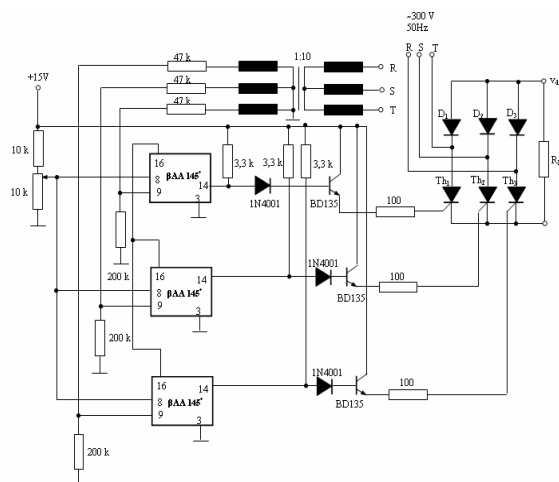 ~300 V
50Hz
R S T
47 k
1:10
R
47 k
S
47 k
T
+15V
v
D₁
D₂
D₃
10 k
3,3 k
3,3 k
3,3 k
16
βAA 145*
8
14
9
3
1N4001
BD135
100
Th₁
Th₂
Th₃
10 k
200 k
16
βAA 145*
14
8
9
3
1N4001
BD135
100
200 k
16
βAA 145*
14
8
9
3
1N4001
BD135
100
200 k